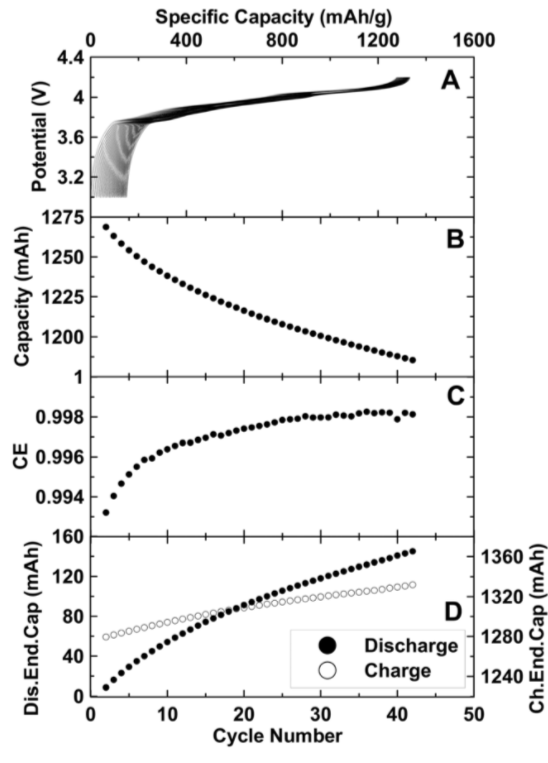 Specific Capacity (mAh/g)
0 400 800 1200 1600
4.4
4
3.6
3.2
Potential (V)
A
1275
1250
1225
1200
Capacity (mAh)
B
1
0.998
0.996
0.994
CE
C
160
120
80
40
0
Dis.End.Cap (mAh)
1360
1320
1280
1240
Ch.End.Cap (mAh)
D
Discharge
Charge
0 10 20 30 40 50
Cycle Number